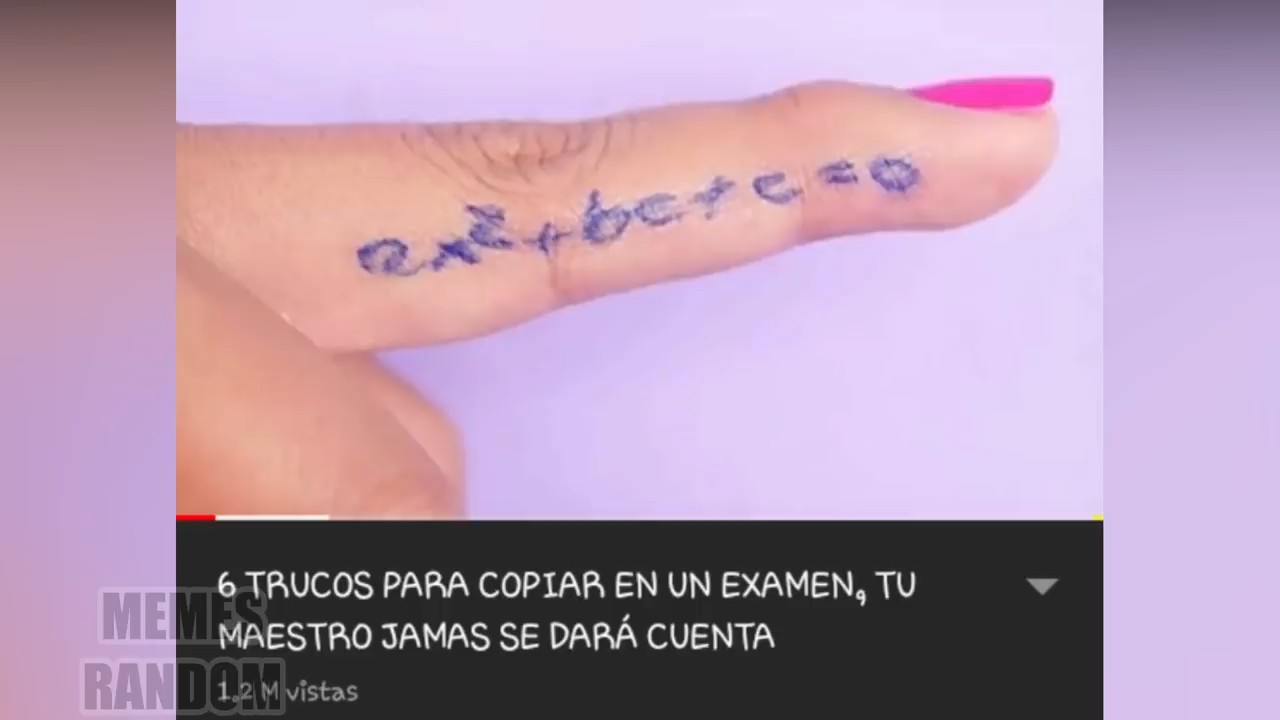 ax²+bc+c=0
6 TRUCOS PARA COPIAR EN UN EXAMEN, TU
MAESTRO JAMAS SE DARÁ CUENTA
1.2 M vistas
MEMES
RANDOM